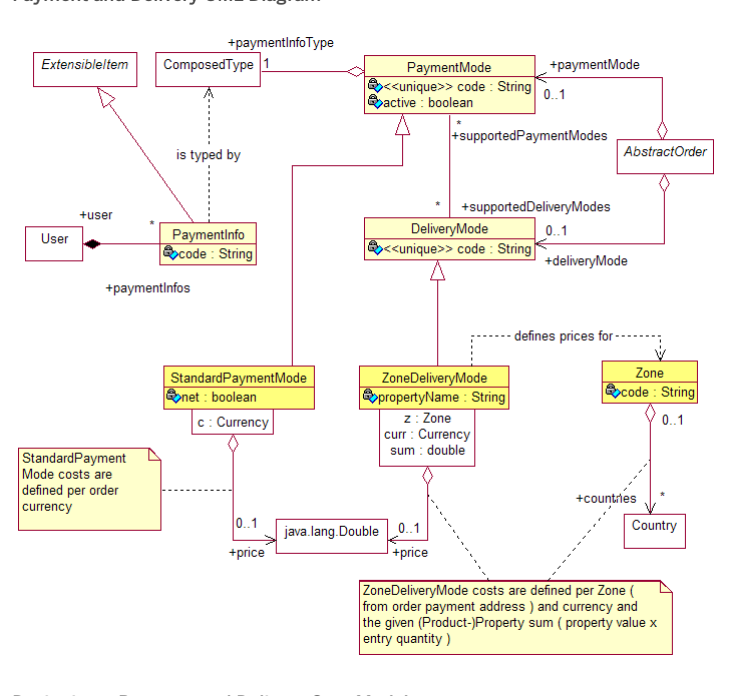 Payment and Delivery UML Diagram
+paymentInfoType
ExtensibleItem
ComposedType
1
PaymentMode
<<unique>> code : String
active : boolean
+paymentMode
0..1
*
+supportedPaymentModes
AbstractOrder
is typed by
+user
*
*
+supportedDeliveryModes
User
PaymentInfo
code : String
DeliveryMode
<<unique>> code : String
0..1
+deliveryMode
+paymentInfos
defines prices for
StandardPaymentMode
net : boolean
c : Currency
ZoneDeliveryMode
propertyName : String
z : Zone
curr : Currency
sum : double
Zone
code : String
0..1
StandardPayment
Mode costs are
defined per order
currency
+countries
*
0..1
java.lang.Double
0..1
+price
+price
Country
ZoneDeliveryMode costs are defined per Zone (
from order payment address ) and currency and
the given (Product-)Property sum ( property value x
entry quantity )